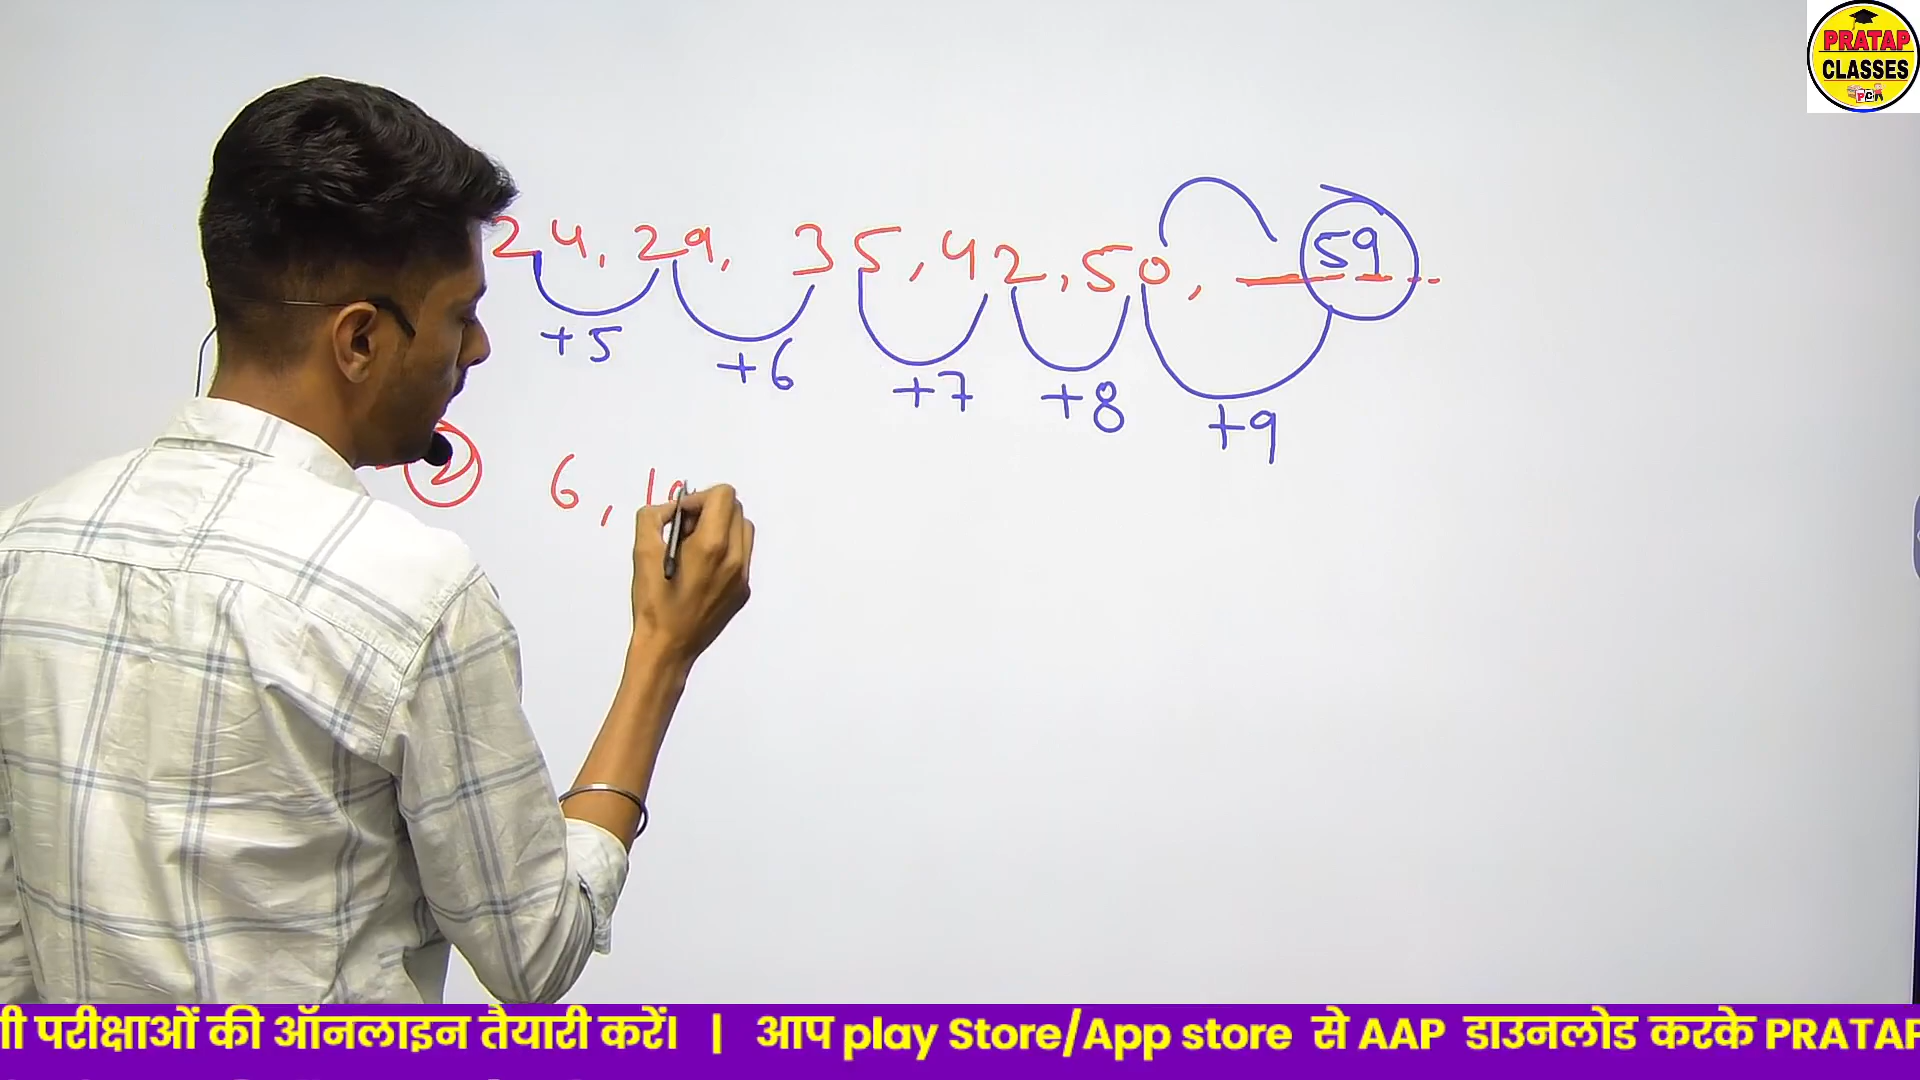 PRATAP
CLASSES
24, 29, 35, 42, 50, 59
+5 +6 +7 +8 +9
2 6,
परीक्षाओं की ऑनलाइन तैयारी करें। | आप play Store/App store से AAP डाउनलोड करके PRATAP